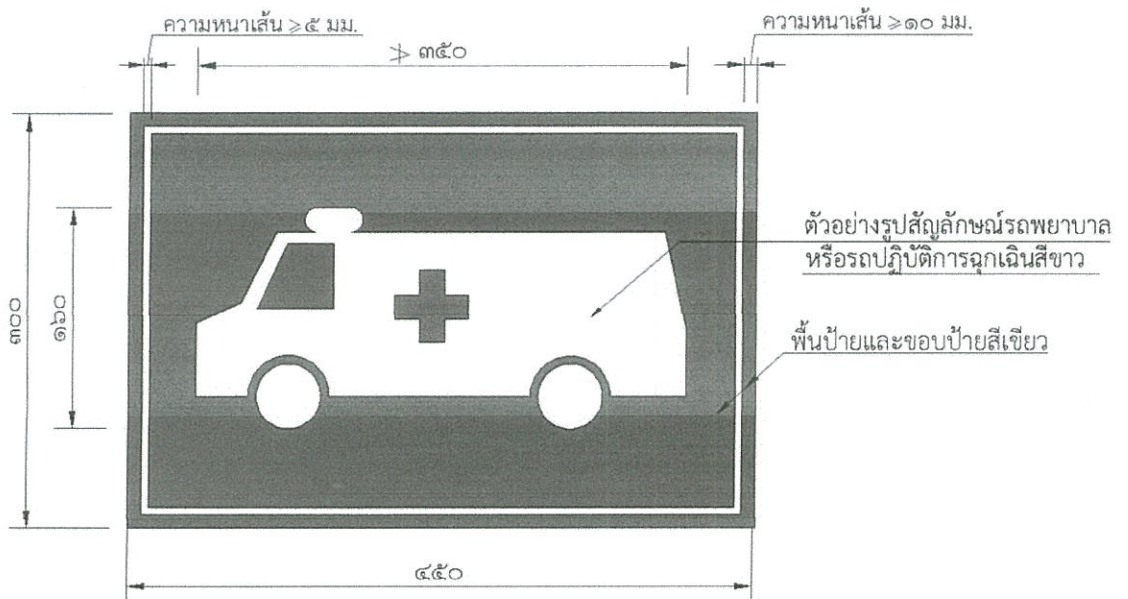 ความหนาเส้น ≥๕ มม.
ความหนาเส้น ≥๑๐ มม.
≯ ๓๕๐
ตัวอย่างรูปสัญลักษณ์รถพยาบาล
หรือรถปฏิบัติการฉุกเฉินสีขาว
๓๐๐
๑๖๐
พื้นป้ายและขอบป้ายสีเขียว
๔๕๐